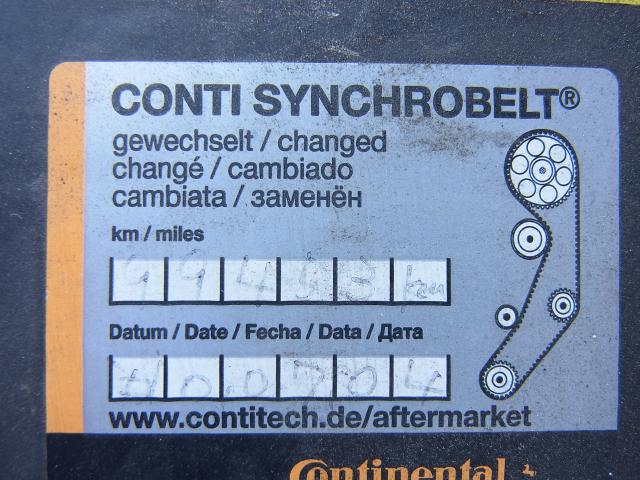 CONTI SYNCHROBELT®
gewechselt / changed
changé / cambiado
cambiata / заменён
km / miles
Datum / Date / Fecha / Data / Дата
www.contitech.de/aftermarket
Continental